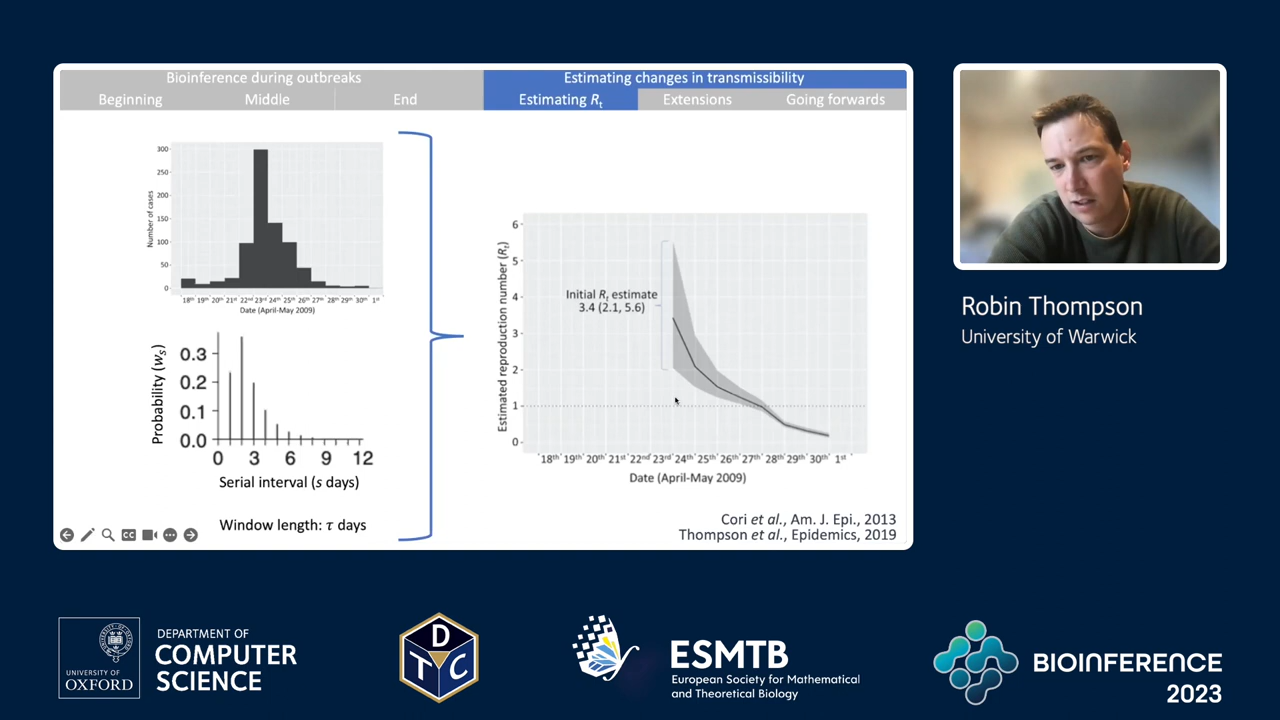 Bioinference during outbreaks
Estimating changes in transmissibility
Beginning
Middle
End
Estimating Rt
Extensions
Going forwards
300
250
200
150
100
50
0
Number of cases
18th 19th 20th 21st 22nd 23rd 24th 25th 26th 27th 28th 29th 30th 1st
Date (April-May 2009)
0.3
0.2
0.1
0.0
Probability (ws)
0 3 6 9 12
Serial interval (s days)
Window length: τ days
6
5
4
3
2
1
0
Estimated reproduction number (Rt)
Initial Rt estimate
3.4 (2.1, 5.6)
18th 19th 20th 21st 22nd 23rd 24th 25th 26th 27th 28th 29th 30th 1st
Date (April-May 2009)
Cori et al., Am. J. Epi., 2013
Thompson et al., Epidemics, 2019
CC
Robin Thompson
University of Warwick
UNIVERSITY OF
OXFORD
DEPARTMENT OF
COMPUTER
SCIENCE
D
T C
ESMTB
European Society for Mathematical
and Theoretical Biology
BIOINFERENCE
2023